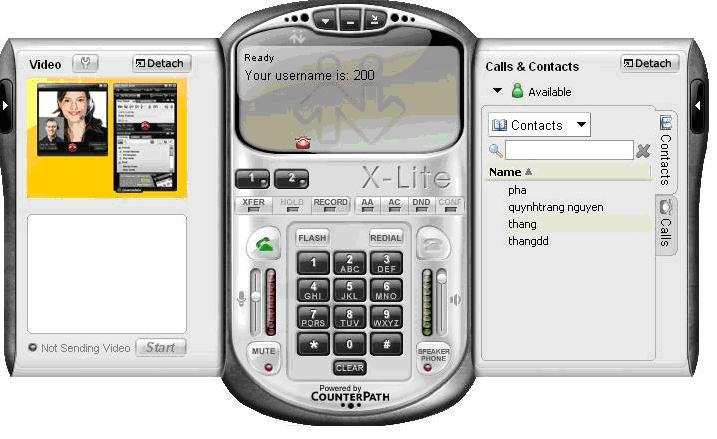 Video
Detach
Not Sending Video
Start
Ready
Your username is: 200
1
2
X-Lite
XFER
HOLD
RECORD
AA
AC
DND
CONF
FLASH
REDIAL
1
2 ABC
3 DEF
4 GHI
5 JKL
6 MNO
7 PQRS
8 TUV
9 WXYZ
*
0
#
MUTE
CLEAR
SPEAKER
PHONE
Powered by
COUNTERPATH
Calls & Contacts
Detach
Available
Contacts
Name
pha
quynhtrang nguyen
thang
thangdd
Contacts
Calls